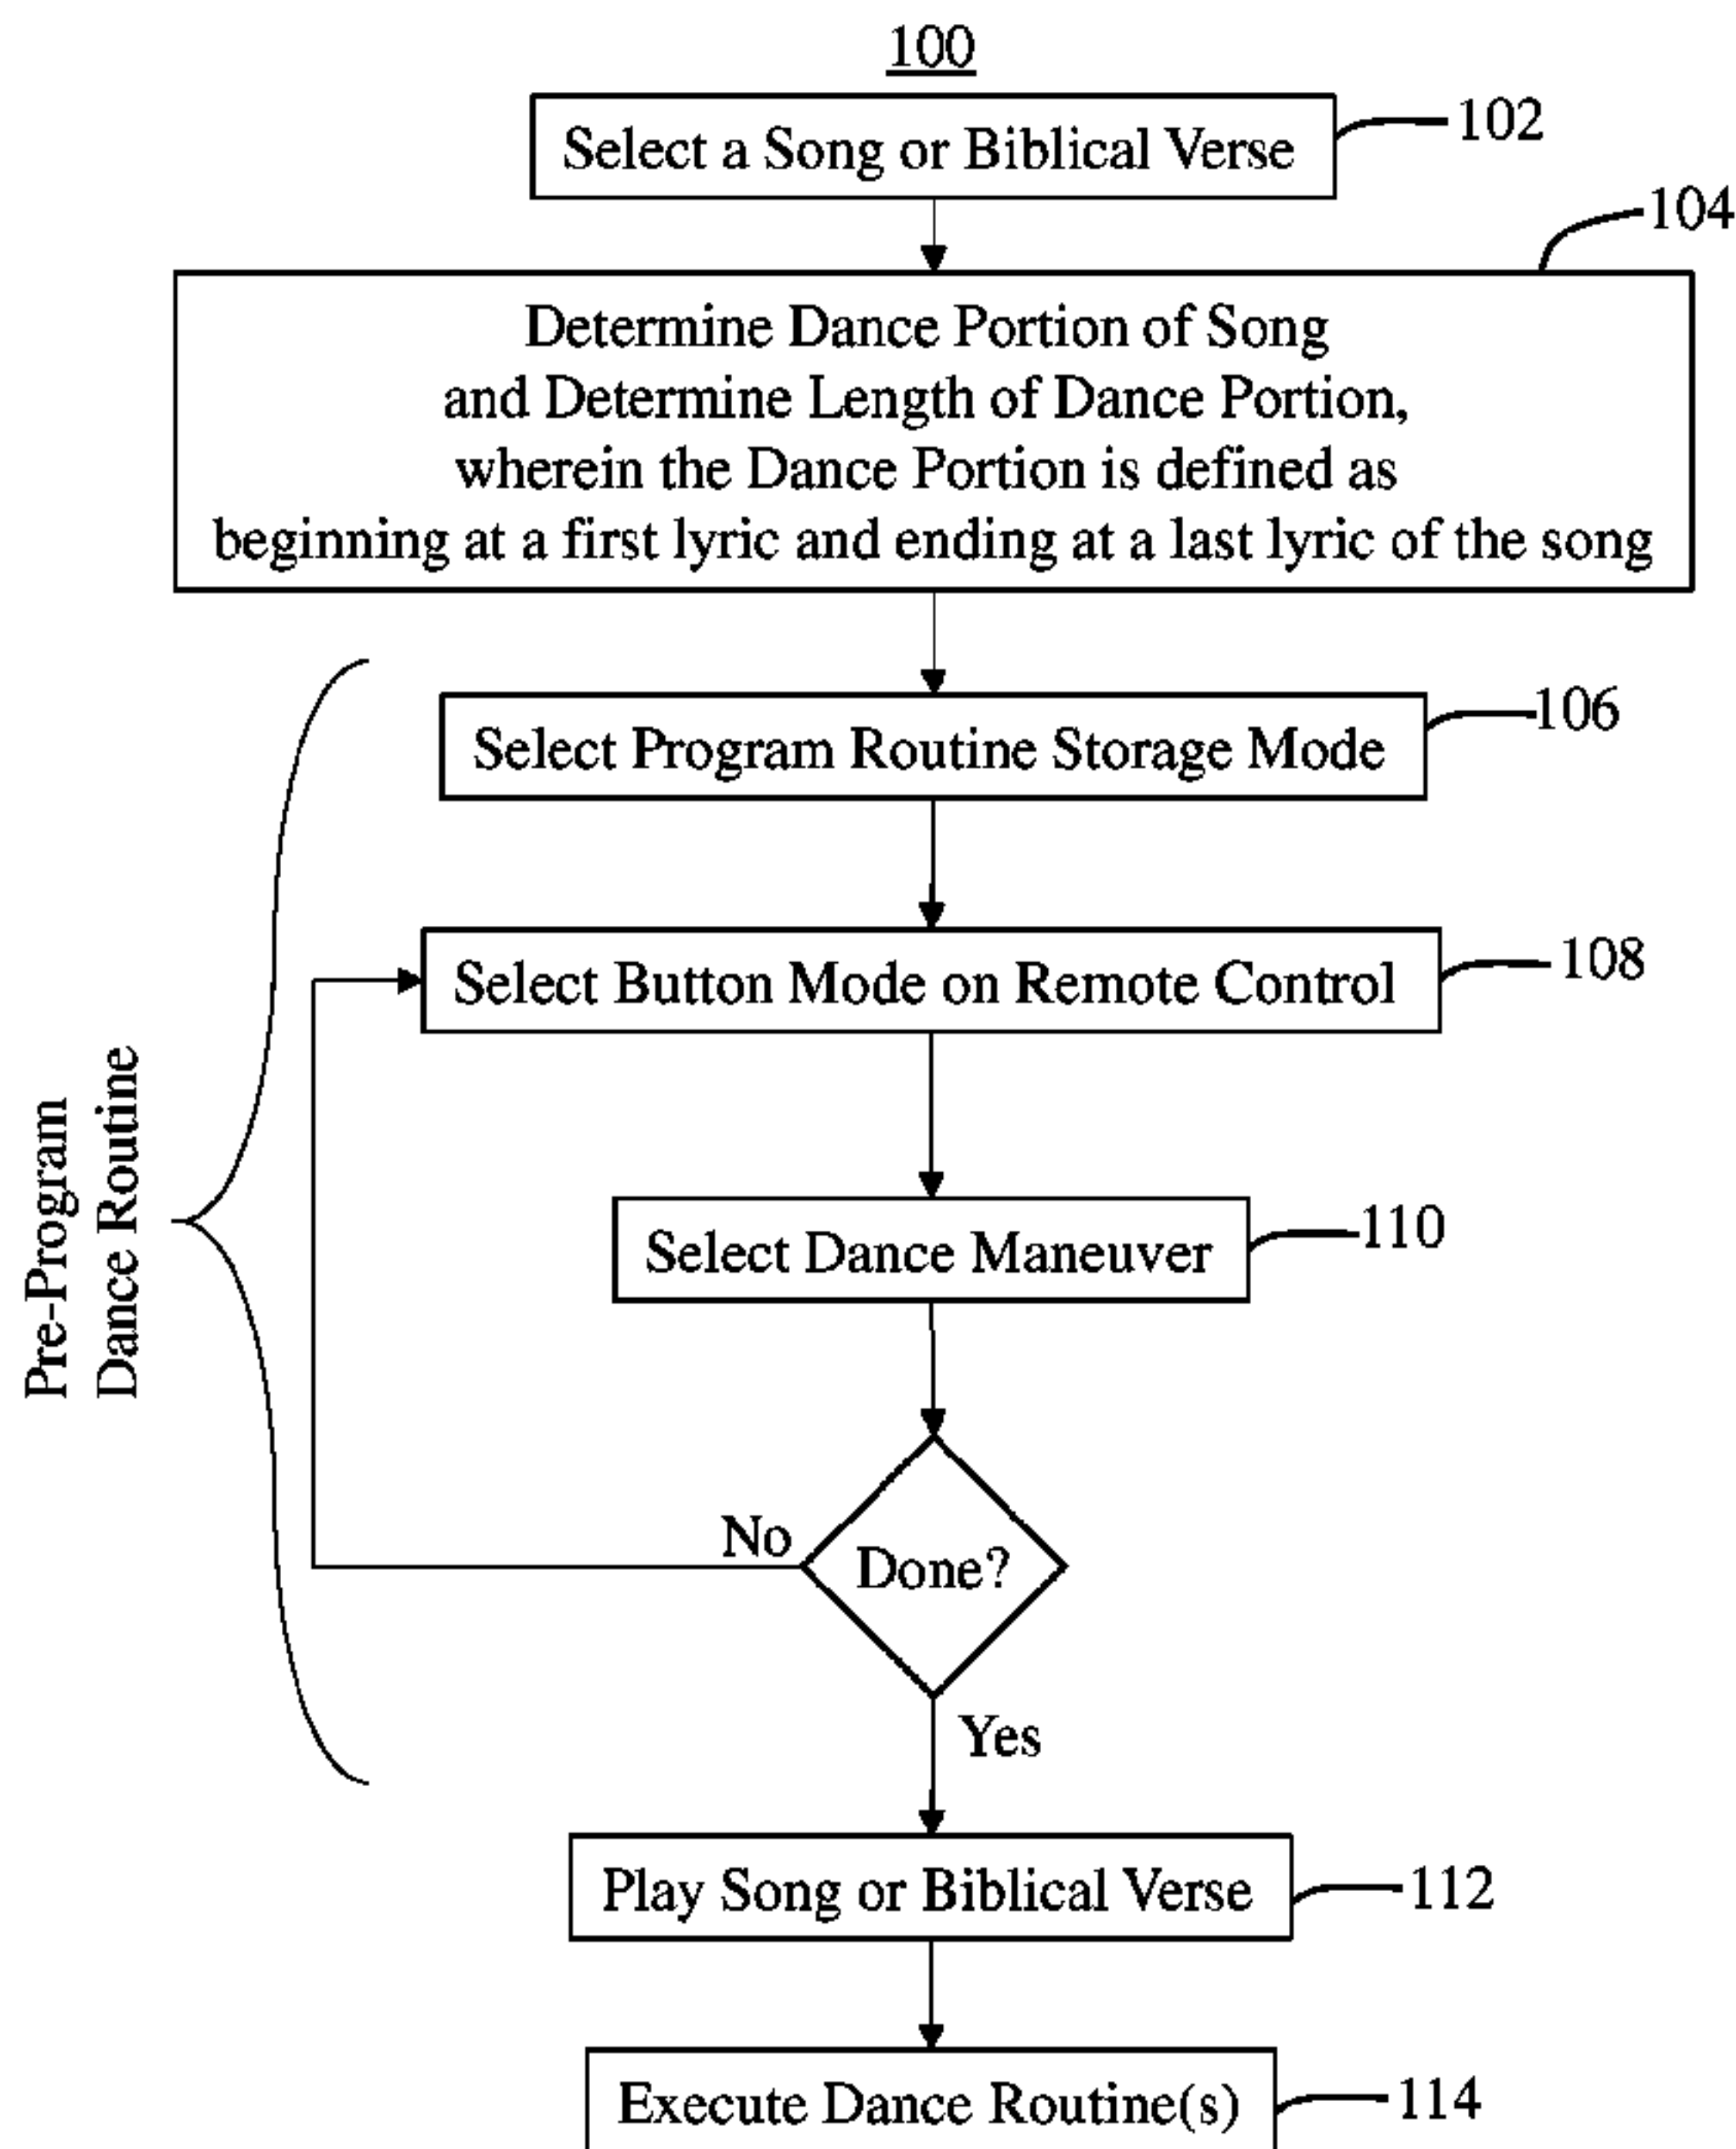 100
Select a Song or Biblical Verse
102
104
Determine Dance Portion of Song
and Determine Length of Dance Portion,
wherein the Dance Portion is defined as
beginning at a first lyric and ending at a last lyric of the song
Select Program Routine Storage Mode
106
Select Button Mode on Remote Control
108
Pre-Program
Dance Routine
Select Dance Maneuver
110
No
Done?
Yes
Play Song or Biblical Verse
112
Execute Dance Routine(s)
114